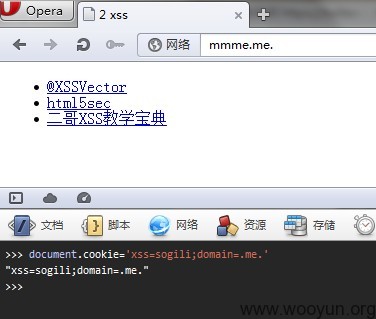 Opera
2 xss
网络
mmme.me.
@XSSVector
html5sec
二哥XSS教学宝典
文档
脚本
网络
资源
存储
>>> document.cookie='xss=sogili;domain=.me.'
"xss=sogili;domain=.me."
>>>
www.wooyun.org